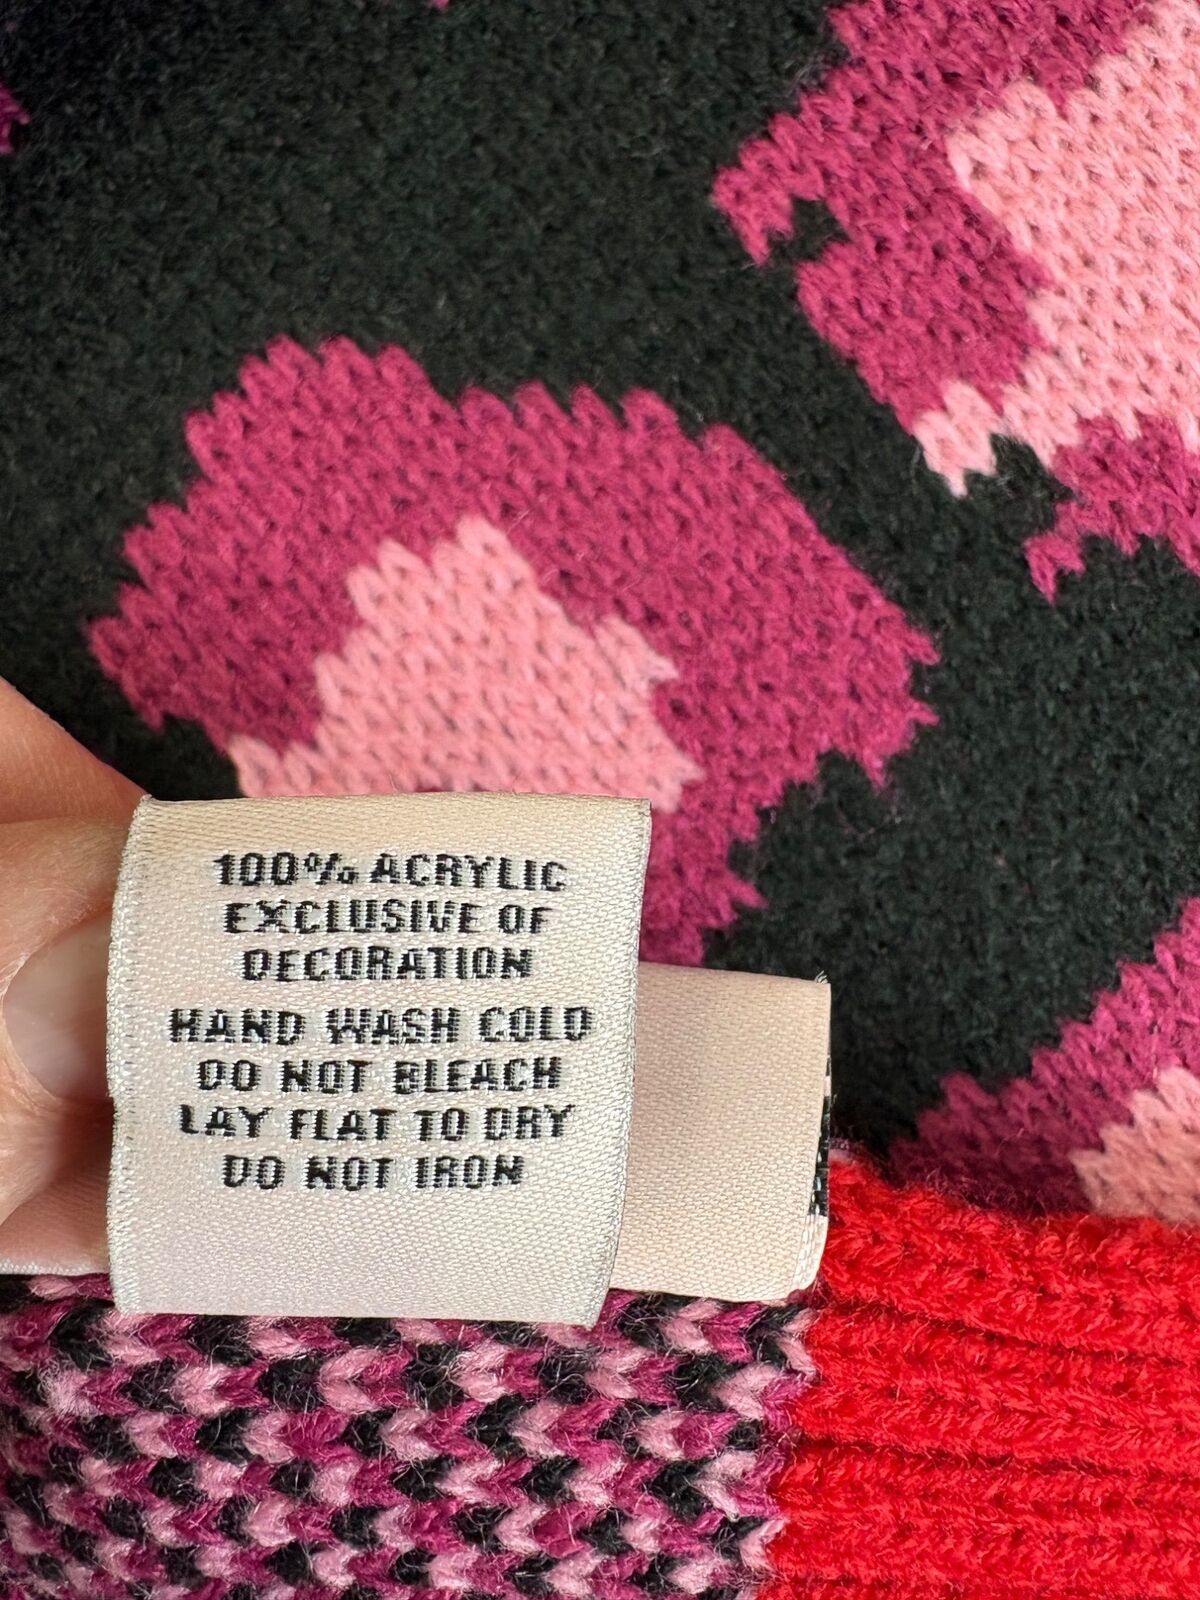 100% ACRYLIC
EXCLUSIVE OF
DECORATION
HAND WASH COLD
DO NOT BLEACH
LAY FLAT TO DRY
DO NOT IRON